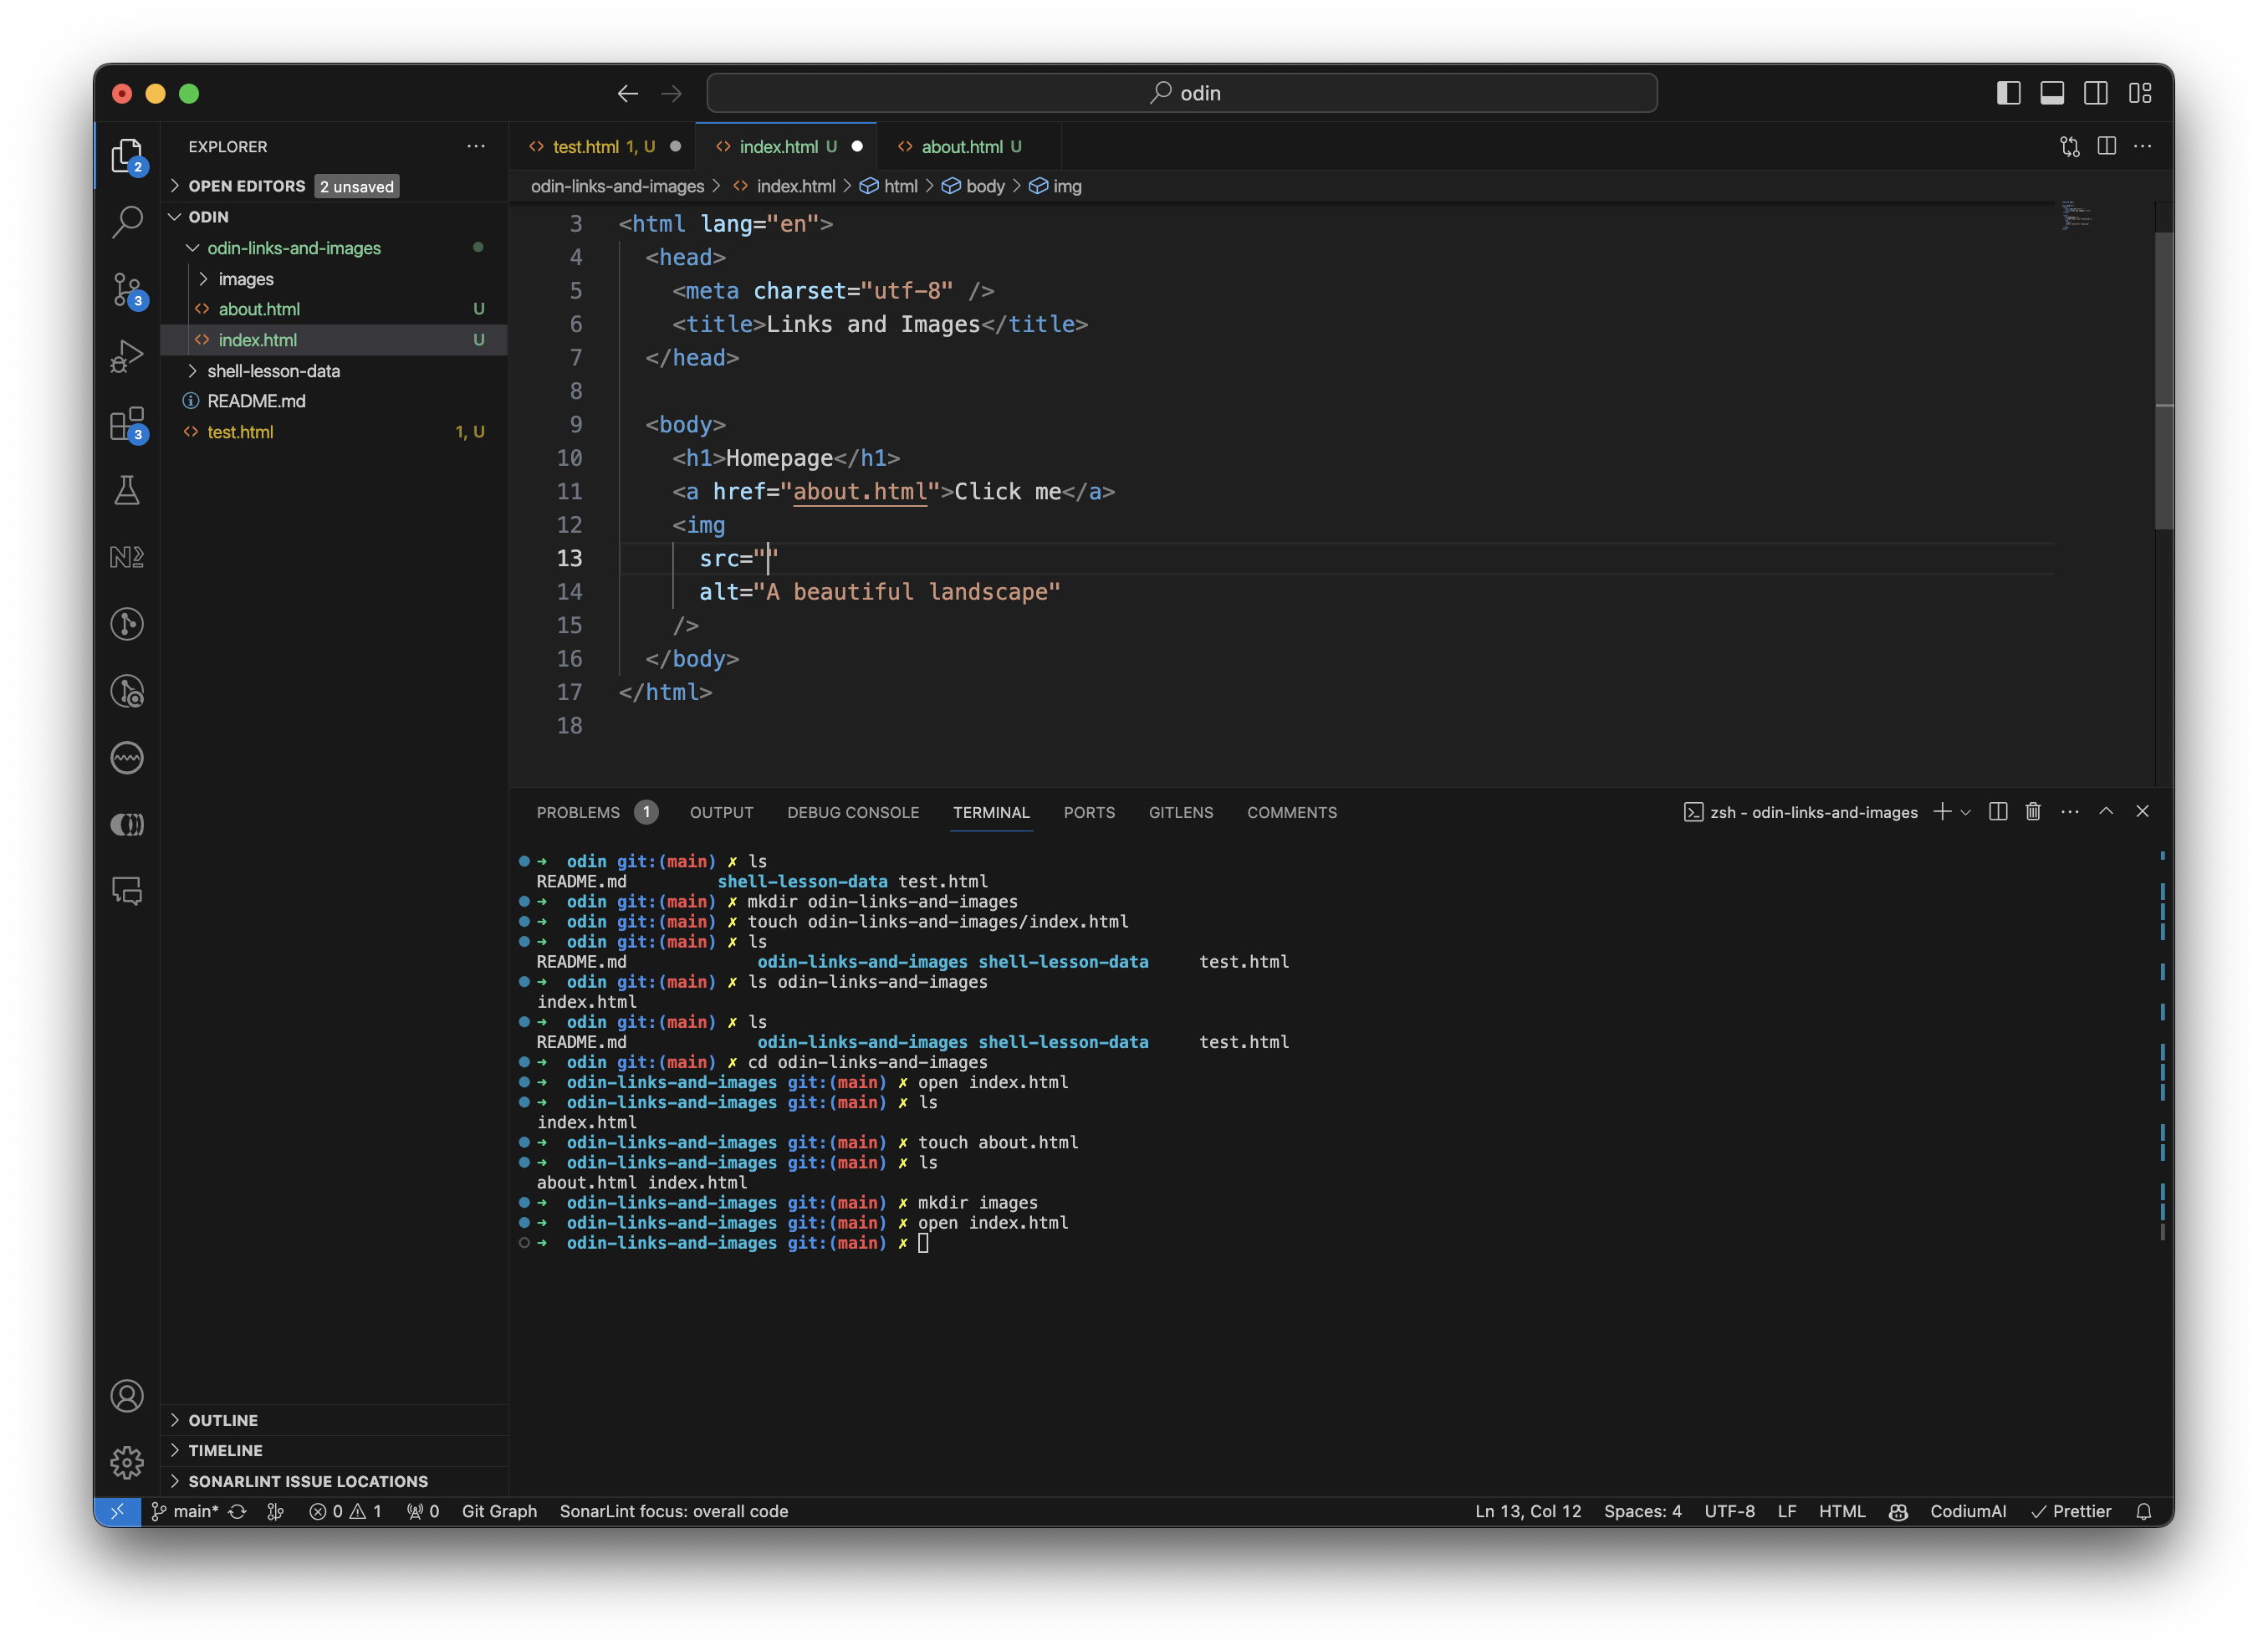 odin
EXPLORER
OPEN EDITORS 2 unsaved
ODIN
odin-links-and-images
images
about.html U
index.html U
shell-lesson-data
README.md
test.html 1, U
OUTLINE
TIMELINE
SONARLINT ISSUE LOCATIONS
2
3
3
test.html 1, U
index.html U
about.html U
odin-links-and-images > index.html > html > body > img
3 <html lang="en">
4 <head>
5 <meta charset="utf-8" />
6 <title>Links and Images</title>
7 </head>
8
9 <body>
10 <h1>Homepage</h1>
11 <a href="about.html">Click me</a>
12 <img
13 src=""
14 alt="A beautiful landscape"
15 />
16 </body>
17 </html>
18
PROBLEMS 1 OUTPUT DEBUG CONSOLE TERMINAL PORTS GITLENS COMMENTS
zsh - odin-links-and-images
➜ odin git:(main) ✗ ls
README.md shell-lesson-data test.html
➜ odin git:(main) ✗ mkdir odin-links-and-images
➜ odin git:(main) ✗ touch odin-links-and-images/index.html
➜ odin git:(main) ✗ ls
README.md odin-links-and-images shell-lesson-data test.html
➜ odin git:(main) ✗ ls odin-links-and-images
index.html
➜ odin git:(main) ✗ ls
README.md odin-links-and-images shell-lesson-data test.html
➜ odin git:(main) ✗ cd odin-links-and-images
➜ odin-links-and-images git:(main) ✗ open index.html
➜ odin-links-and-images git:(main) ✗ ls
index.html
➜ odin-links-and-images git:(main) ✗ touch about.html
➜ odin-links-and-images git:(main) ✗ ls
about.html index.html
➜ odin-links-and-images git:(main) ✗ mkdir images
➜ odin-links-and-images git:(main) ✗ open index.html
➜ odin-links-and-images git:(main) ✗
main* 0 1 0 Git Graph SonarLint focus: overall code
Ln 13, Col 12 Spaces: 4 UTF-8 LF HTML CodiumAI Prettier